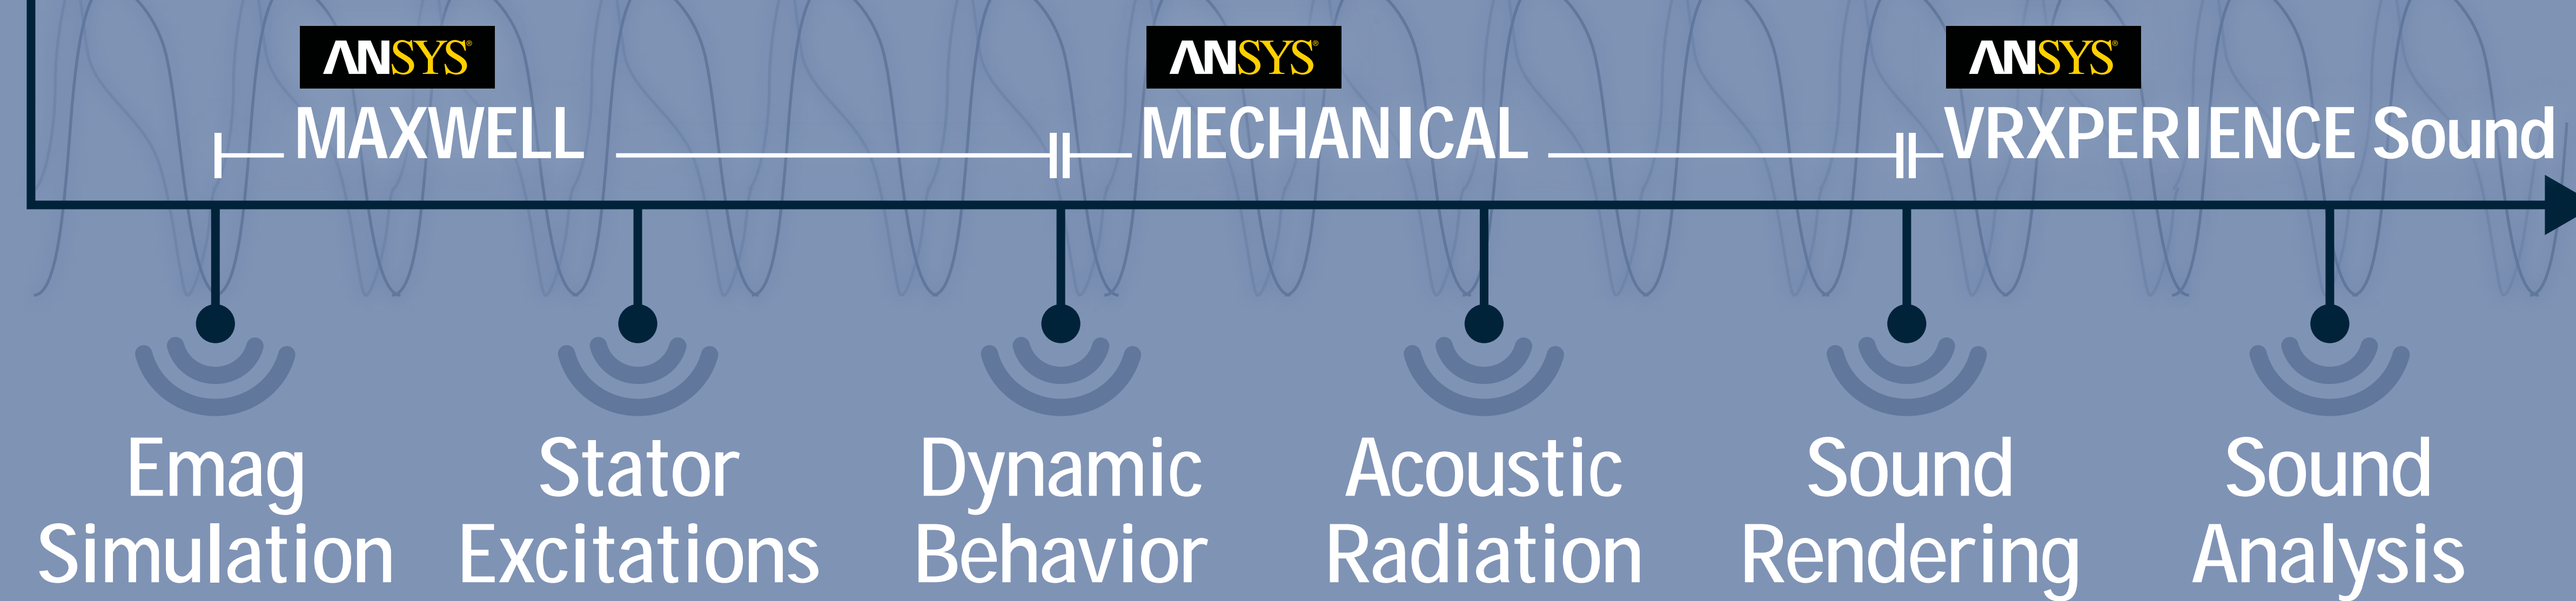 ANSYS®
MAXWELL
ANSYS®
MECHANICAL
ANSYS®
VRXPERIENCE Sound
Emag
Simulation
Stator
Excitations
Dynamic
Behavior
Acoustic
Radiation
Sound
Rendering
Sound
Analysis